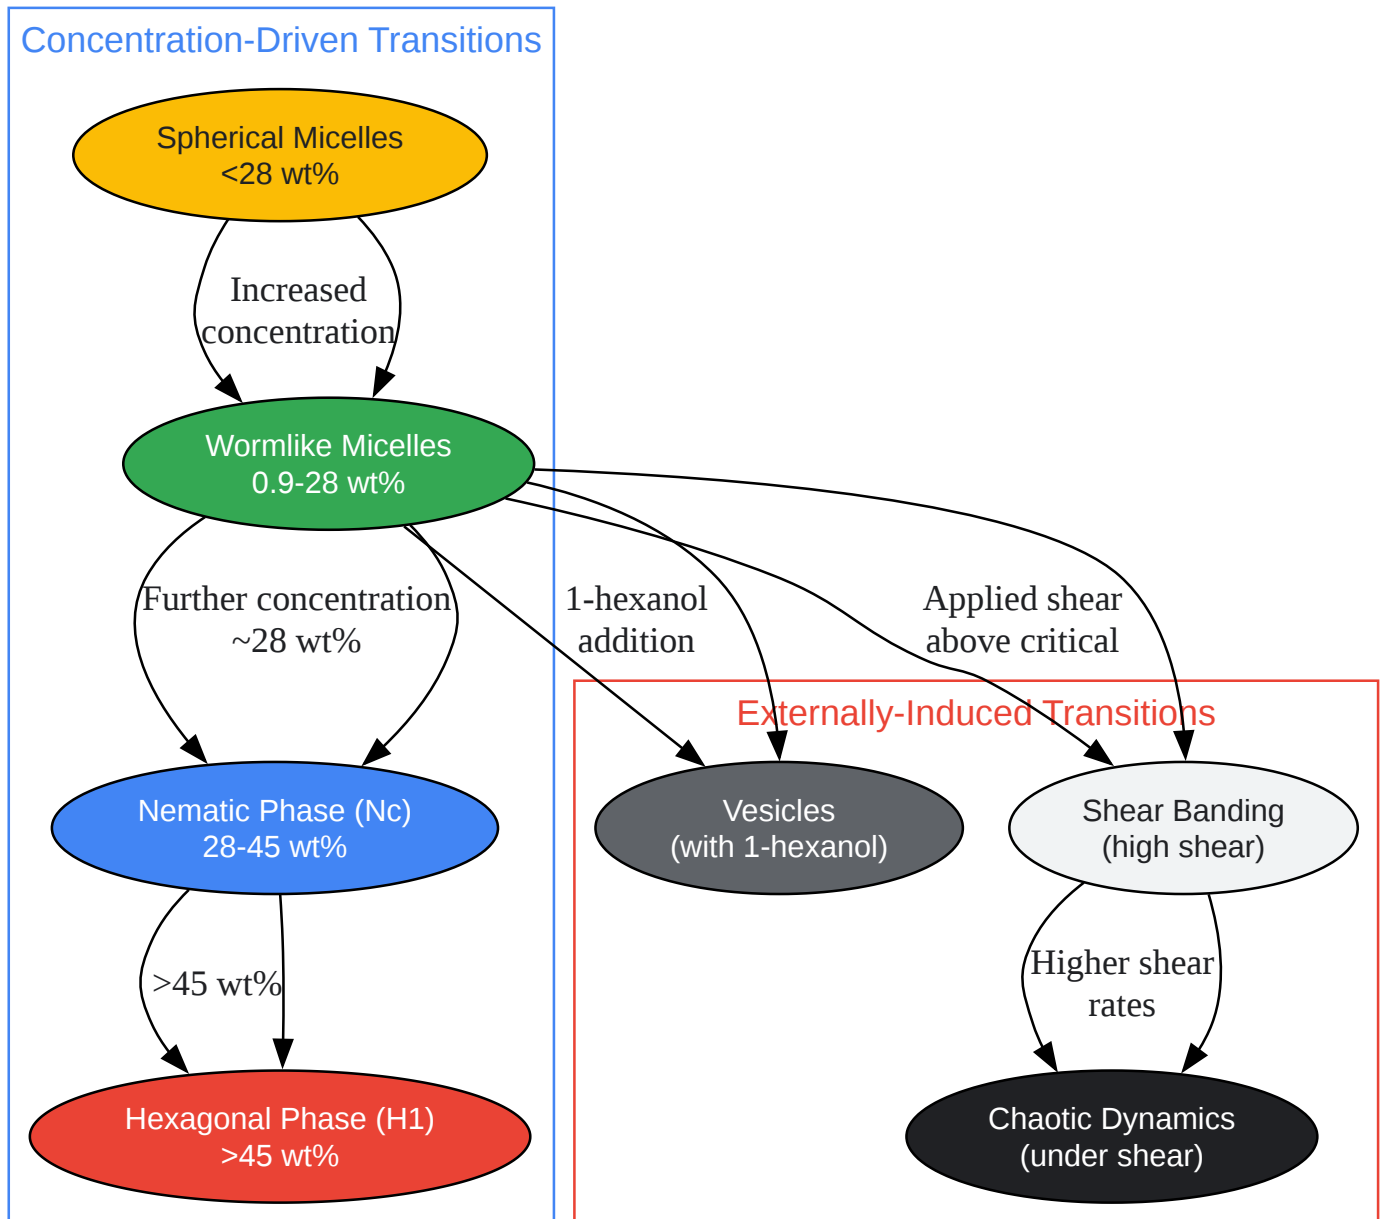 Concentration-Driven Transitions
Spherical Micelles
<28 wt%
Increased
concentration
Wormlike Micelles
0.9-28 wt%
Further concentration
~28 wt%
1-hexanol
addition
Applied shear
above critical
Externally-Induced Transitions
Nematic Phase (Nc)
28-45 wt%
Vesicles
(with 1-hexanol)
Shear Banding
(high shear)
>45 wt%
Higher shear
rates
Hexagonal Phase (H1)
>45 wt%
Chaotic Dynamics
(under shear)